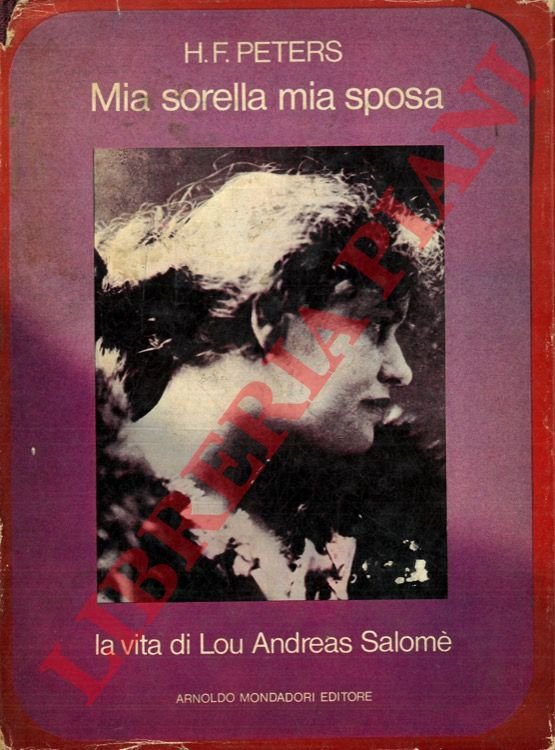 H.F. PETERS
Mia sorella mia sposa
LIBRERIA PIANI
la vita di Lou Andreas Salomè
ARNOLDO MONDADORI EDITORE